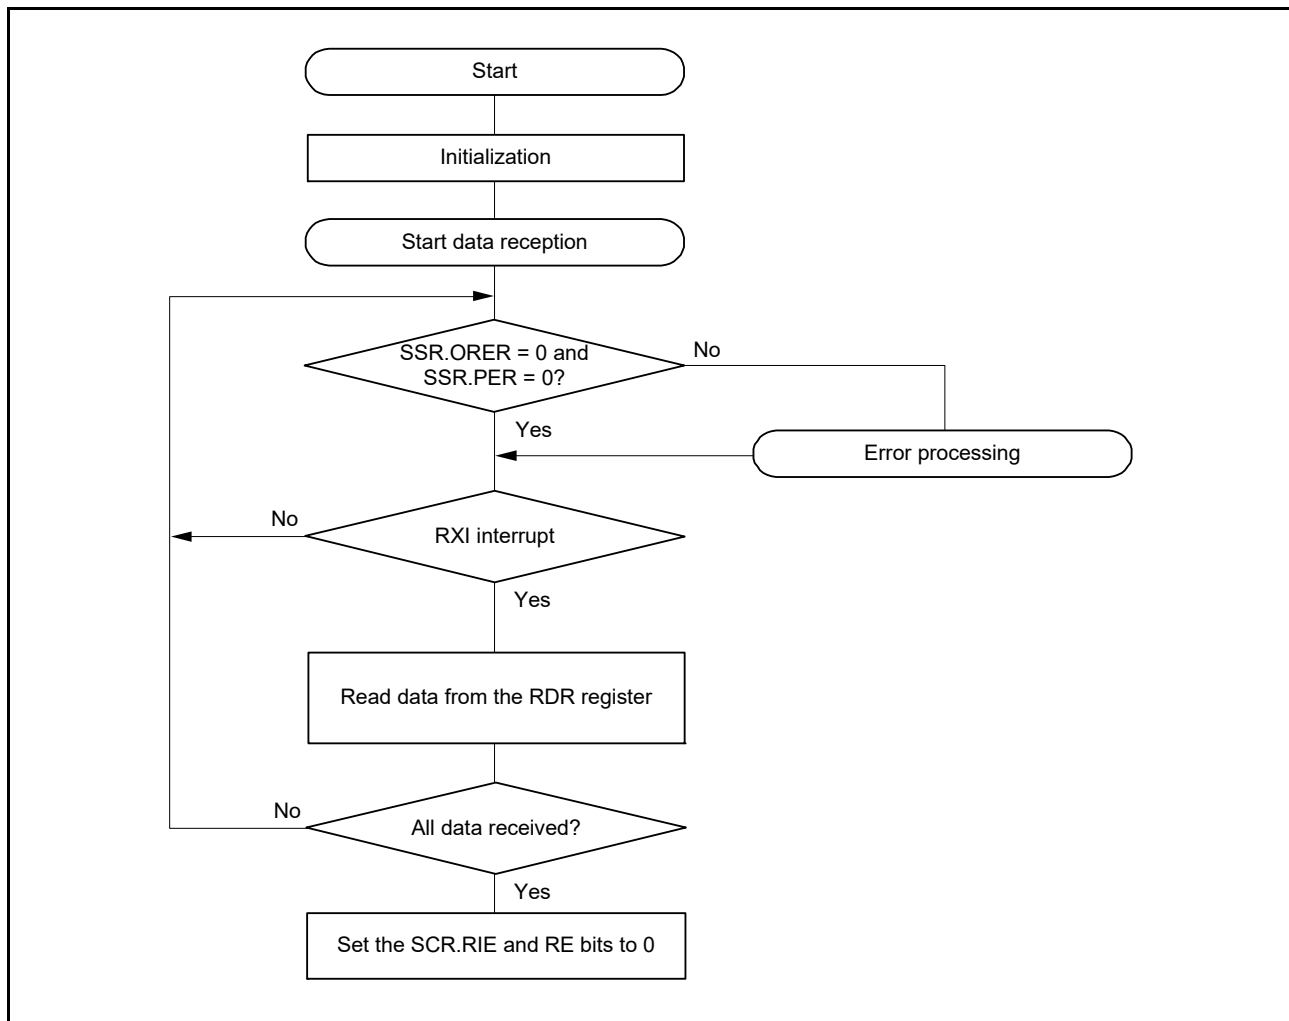 Start
Initialization
Start data reception
SSR.ORER = 0 and
SSR.PER = 0?
No
Yes
Error processing
No
RXI interrupt
Yes
Read data from the RDR register
No
All data received?
Yes
Set the SCR.RIE and RE bits to 0